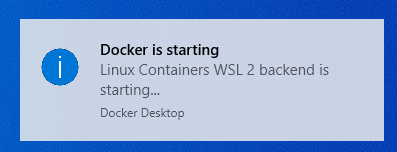 Docker is starting
Linux Containers WSL 2 backend is
starting...
Docker Desktop